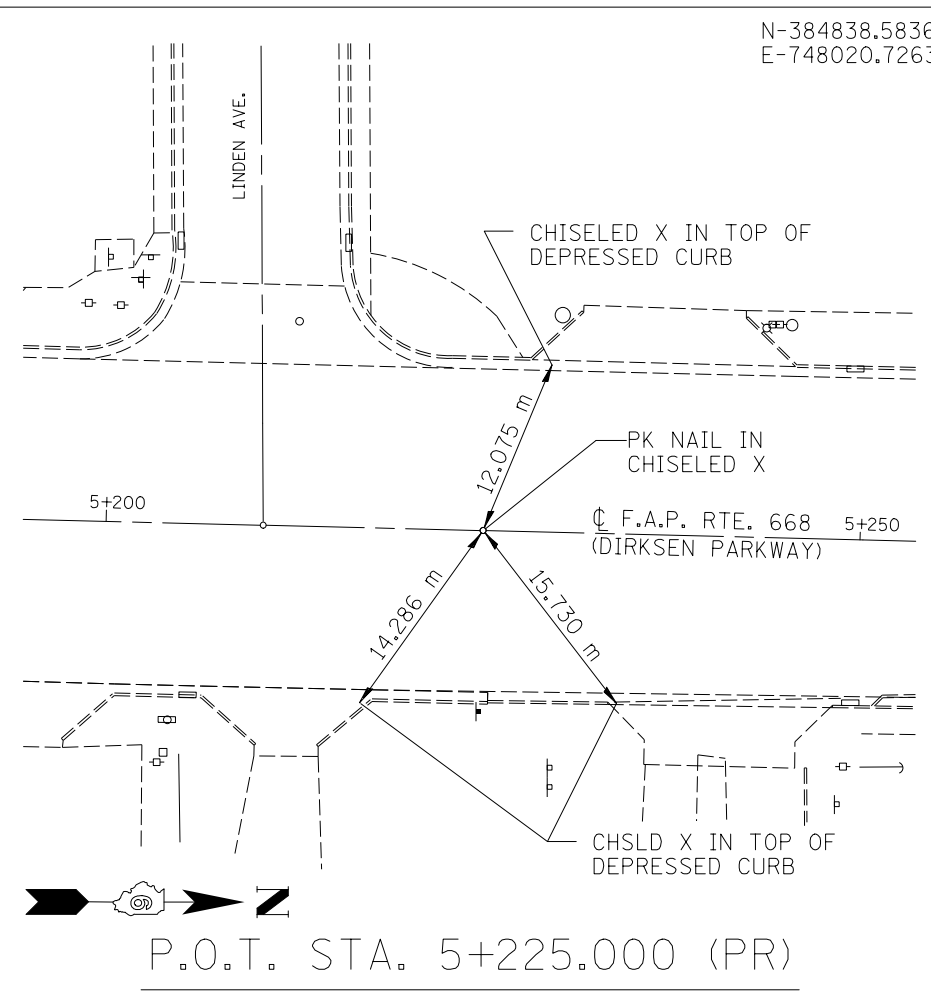 N-384838.5836
E-748020.7263
LINDEN AVE.
CHISELED X IN TOP OF
DEPRESSED CURB
12.075 m
PK NAIL IN
CHISELED X
5+200
℄ F.A.P. RTE. 668
5+250
(DIRKSEN PARKWAY)
14.286 m
15.730 m
CHSLD X IN TOP OF
DEPRESSED CURB
6
N
P.O.T. STA. 5+225.000 (PR)